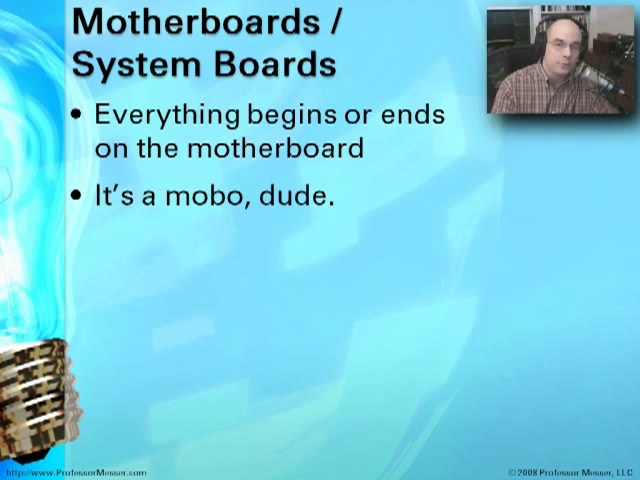 Motherboards /
System Boards
• Everything begins or ends
on the motherboard
• It's a mobo, dude.
http://www.ProfessorMesser.com
© 2008 Professor Messer, LLC